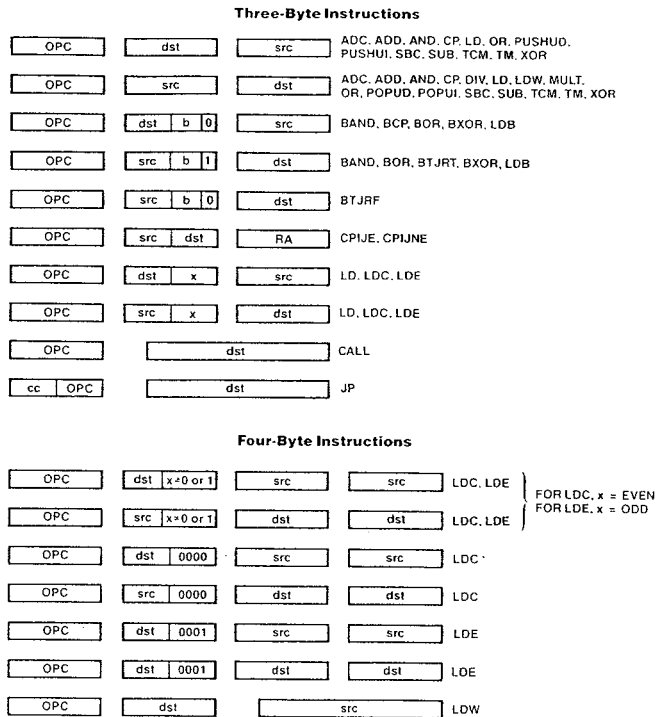 Three-Byte Instructions
OPC dst src ADC, ADD, AND, CP, LD, OR, PUSHUD,
PUSHUI, SBC, SUB, TCM, TM, XOR
OPC src dst ADC, ADD, AND, CP, DIV, LD, LDW, MULT,
OR, POPUD, POPUI, SBC, SUB, TCM, TM, XOR
OPC dst b 0 src BAND, BCP, BOR, BXOR, LDB
OPC src b 1 dst BAND, BOR, BTJRT, BXOR, LDB
OPC src b 0 dst BTJRF
OPC src dst RA CPIJE, CPIJNE
OPC dst x src LD, LDC, LDE
OPC src x dst LD, LDC, LDE
OPC dst CALL
cc OPC dst JP
Four-Byte Instructions
OPC dst x≠0 or 1 src src LDC, LDE
FOR LDC, x = EVEN
OPC src x≠0 or 1 dst dst LDC, LDE
FOR LDE, x = ODD
OPC dst 0000 src src LDC
OPC src 0000 dst dst LDC
OPC dst 0001 src src LDE
OPC dst 0001 dst dst LDE
OPC dst src LDW